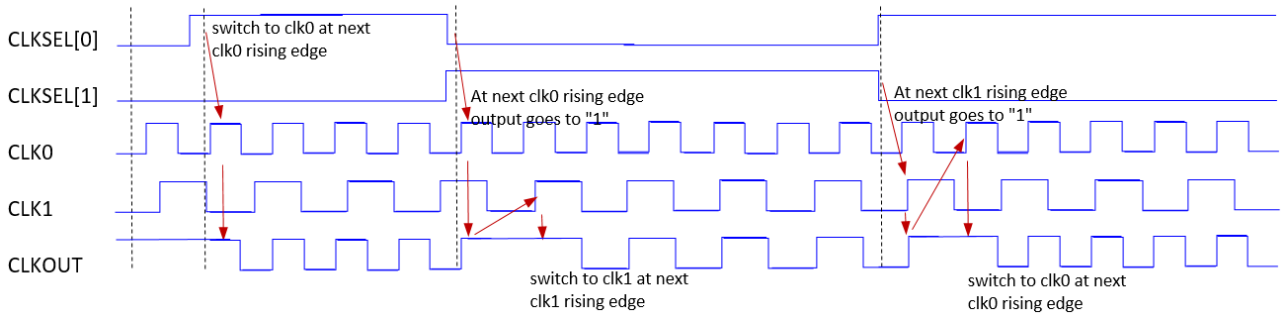 switch to clk0 at next
clk0 rising edge
CLKSEL[0]
CLKSEL[1]
At next clk0 rising edge
output goes to "1"
At next clk1 rising edge
output goes to "1"
CLK0
CLK1
CLKOUT
switch to clk1 at next
clk1 rising edge
switch to clk0 at next
clk0 rising edge